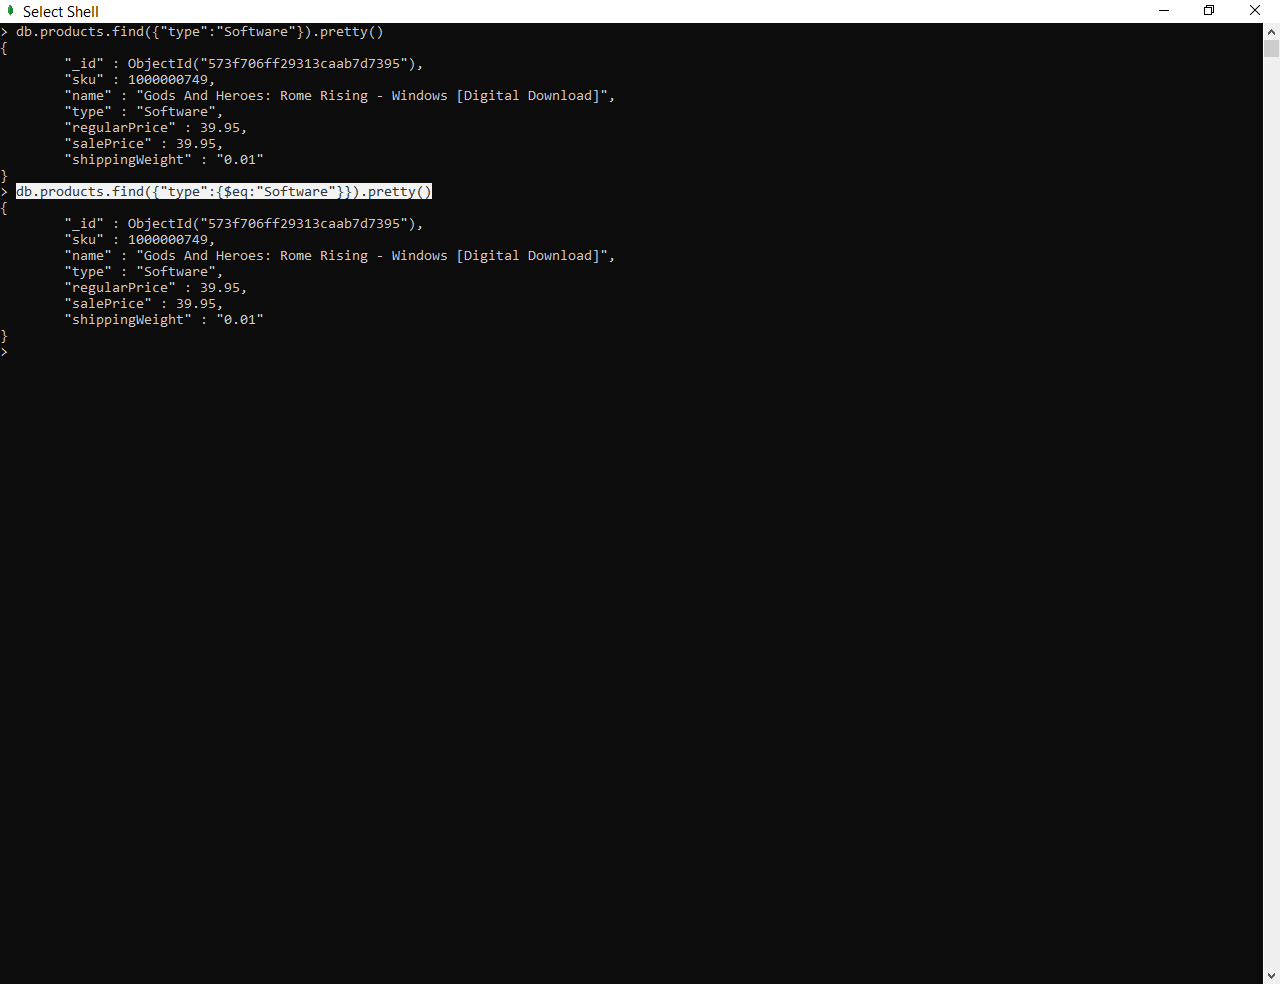 Select Shell
> db.products.find({"type":"Software"}).pretty()
{
        "_id" : ObjectId("573f706ff29313caab7d7395"),
        "sku" : 1000000749,
        "name" : "Gods And Heroes: Rome Rising - Windows [Digital Download]",
        "type" : "Software",
        "regularPrice" : 39.95,
        "salePrice" : 39.95,
        "shippingWeight" : "0.01"
}
> db.products.find({"type":{$eq:"Software"}}).pretty()
{
        "_id" : ObjectId("573f706ff29313caab7d7395"),
        "sku" : 1000000749,
        "name" : "Gods And Heroes: Rome Rising - Windows [Digital Download]",
        "type" : "Software",
        "regularPrice" : 39.95,
        "salePrice" : 39.95,
        "shippingWeight" : "0.01"
}
>